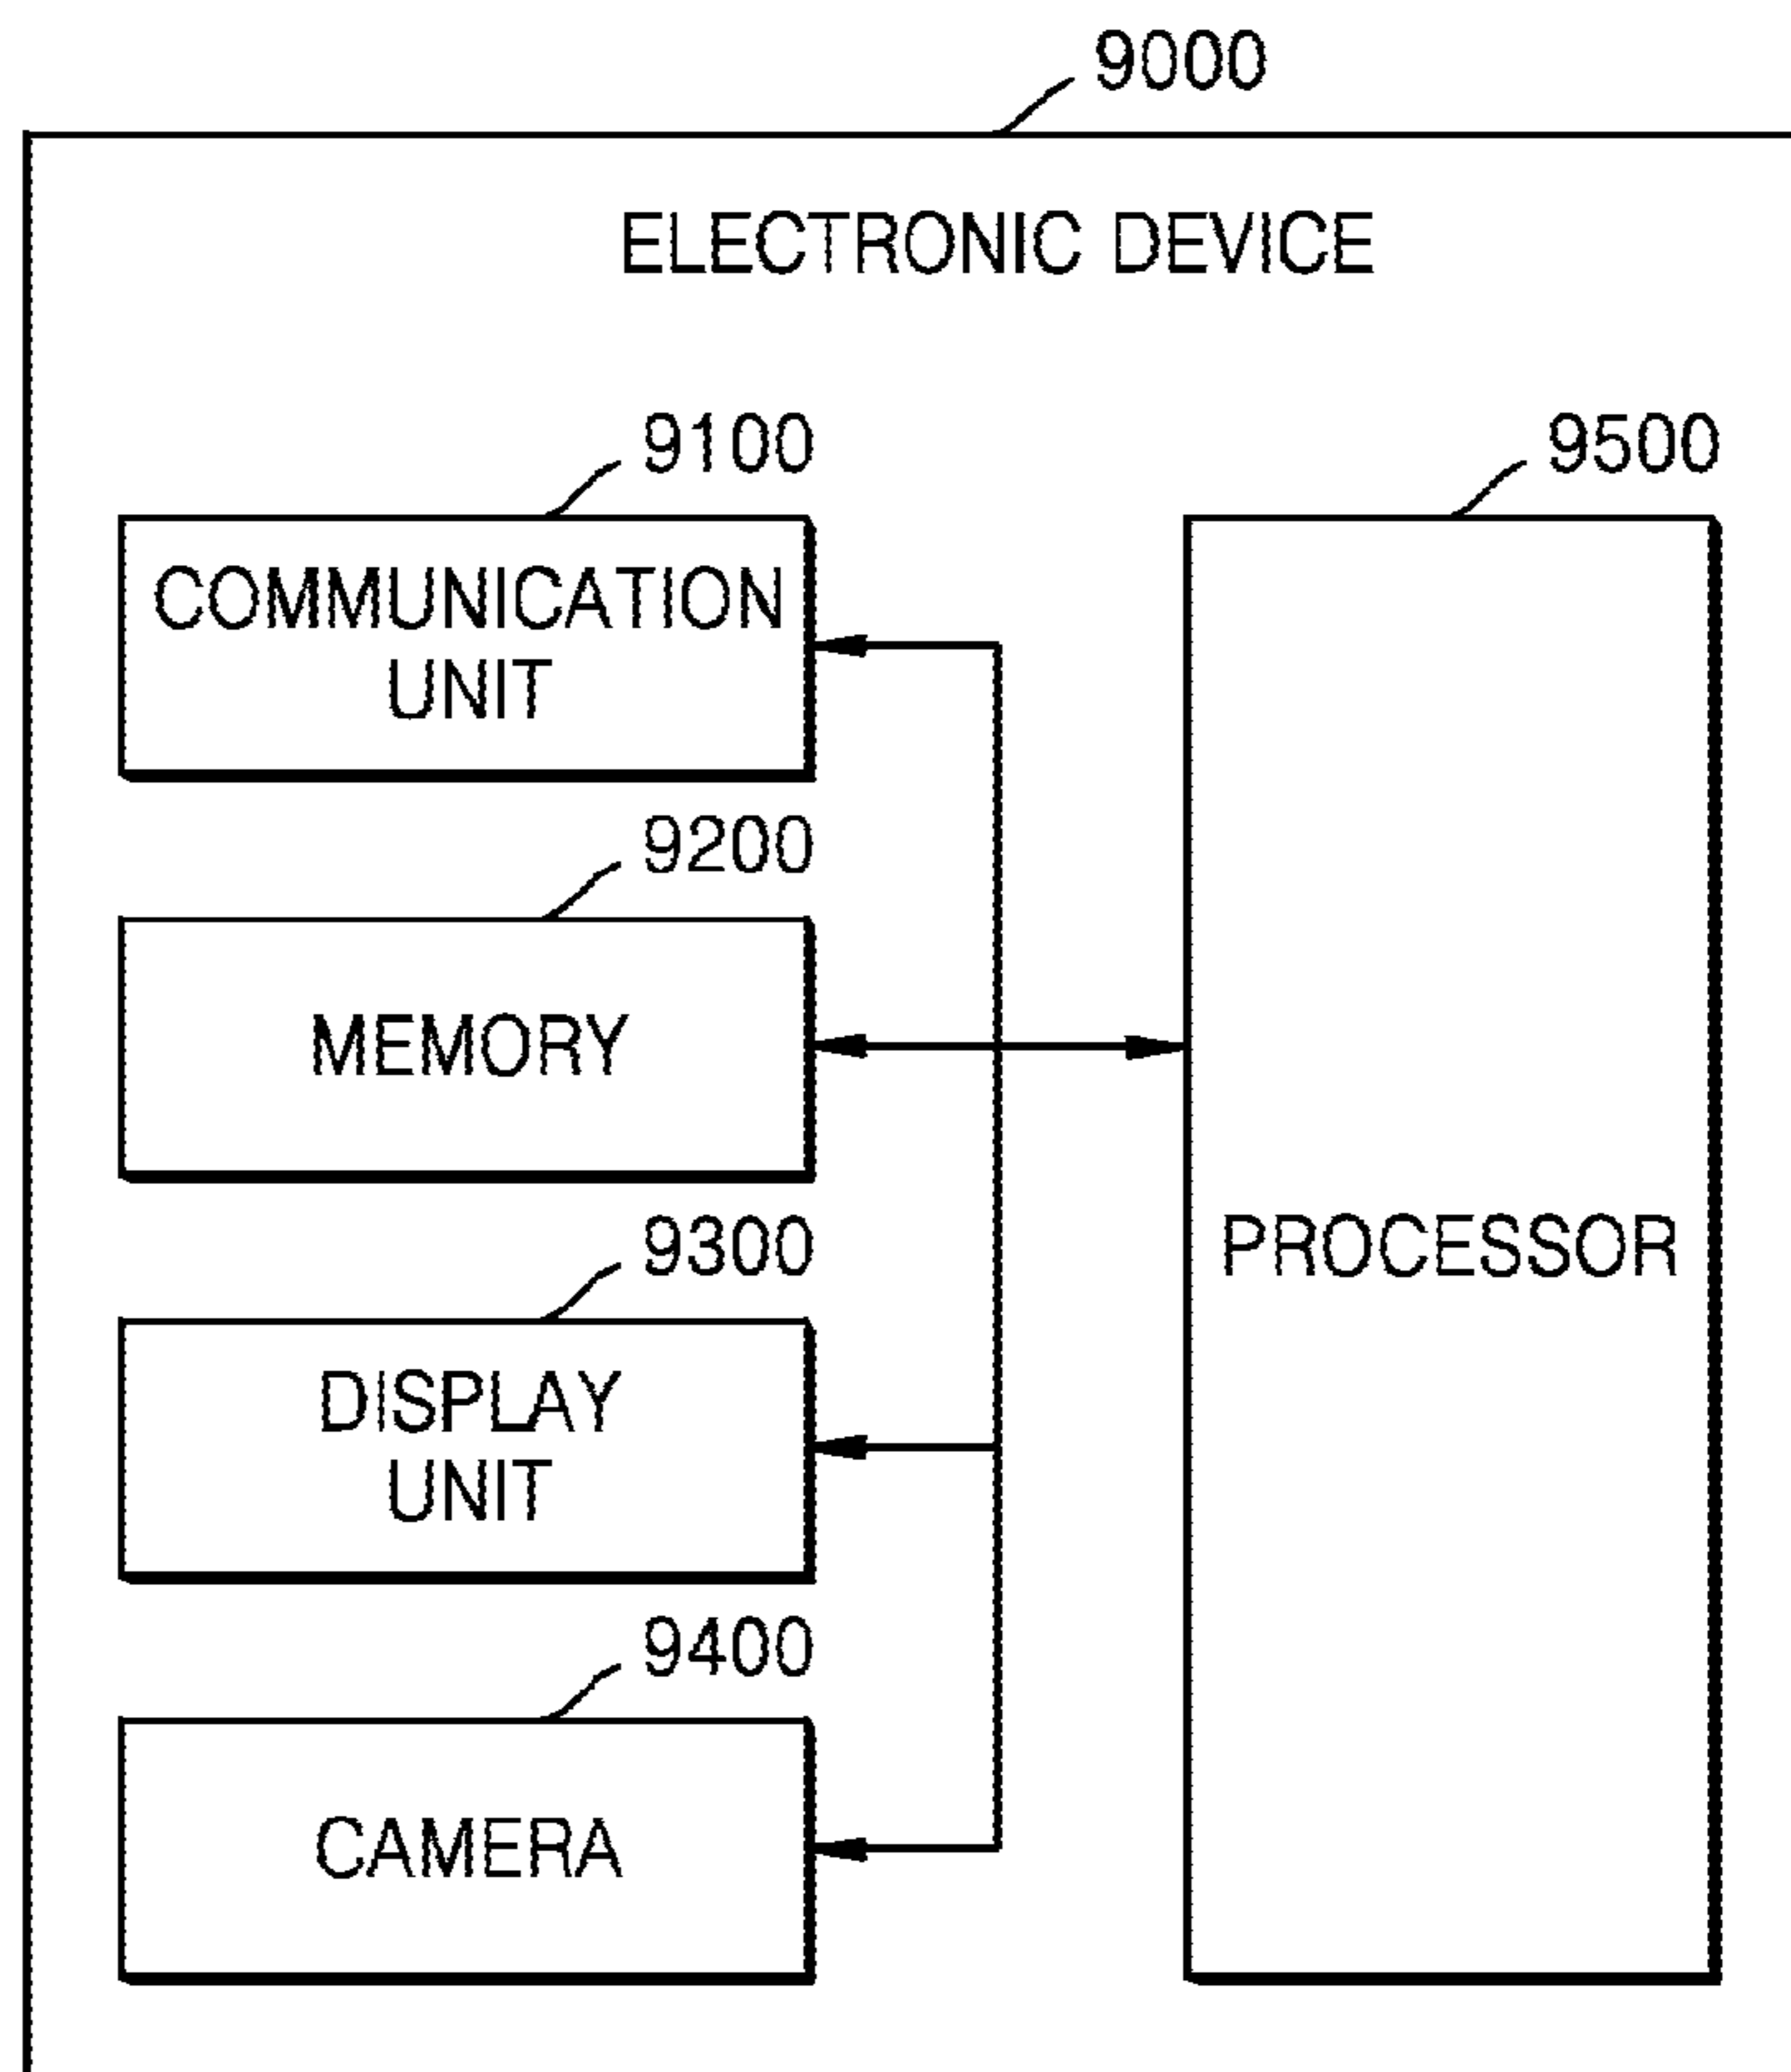 9000
ELECTRONIC DEVICE
9100
9500
COMMUNICATION
UNIT
9200
MEMORY
9300
PROCESSOR
DISPLAY
UNIT
9400
CAMERA